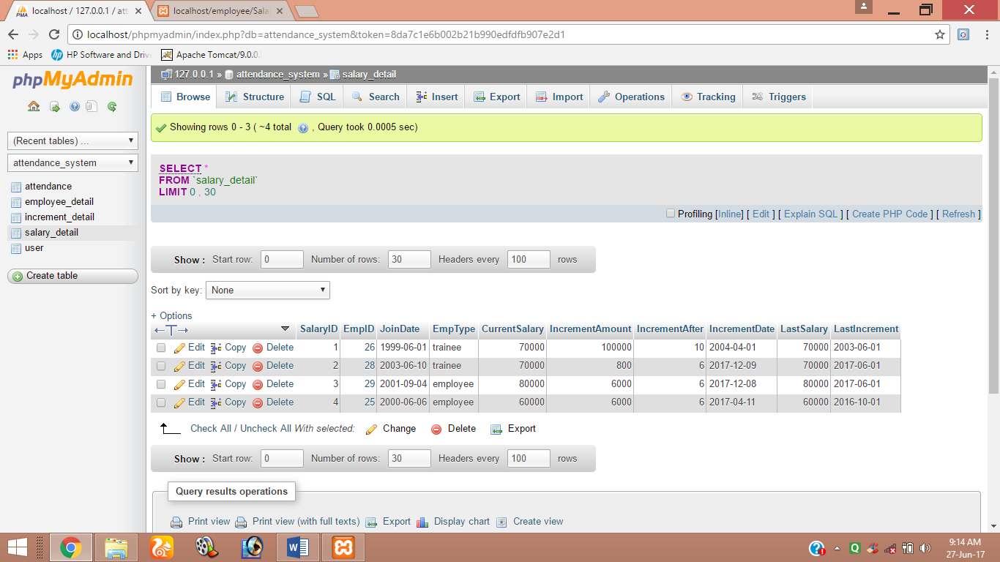 localhost / 127.0.0.1 / att
localhost/employee/Sala
localhost/phpmyadmin/index.php?db=attendance_system&token=8da7c1e6b002b21b990edfdfb907e2d1
Apps HP Software and Driv Apache Tomcat/9.0.0.
phpMyAdmin
(Recent tables) ...
attendance_system
attendance
employee_detail
increment_detail
salary_detail
user
Create table
127.0.0.1 » attendance_system » salary_detail
Browse Structure SQL Search Insert Export Import Operations Tracking Triggers
Showing rows 0 - 3 ( ~4 total , Query took 0.0005 sec)
SELECT *
FROM `salary_detail`
LIMIT 0 , 30
Profiling [Inline] [ Edit ] [ Explain SQL ] [ Create PHP Code ] [ Refresh ]
Show : Start row: 0 Number of rows: 30 Headers every 100 rows
Sort by key: None
+ Options
←T→ SalaryID EmpID JoinDate EmpType CurrentSalary IncrementAmount IncrementAfter IncrementDate LastSalary LastIncrement
Edit Copy Delete 1 26 1999-06-01 trainee 70000 100000 10 2004-04-01 70000 2003-06-01
Edit Copy Delete 2 28 2003-06-10 trainee 70000 800 6 2017-12-09 70000 2017-06-01
Edit Copy Delete 3 29 2001-09-04 employee 80000 6000 6 2017-12-08 80000 2017-06-01
Edit Copy Delete 4 25 2000-06-06 employee 60000 6000 6 2017-04-11 60000 2016-10-01
Check All / Uncheck All With selected: Change Delete Export
Show : Start row: 0 Number of rows: 30 Headers every 100 rows
Query results operations
Print view Print view (with full texts) Export Display chart Create view
9:14 AM
27-Jun-17